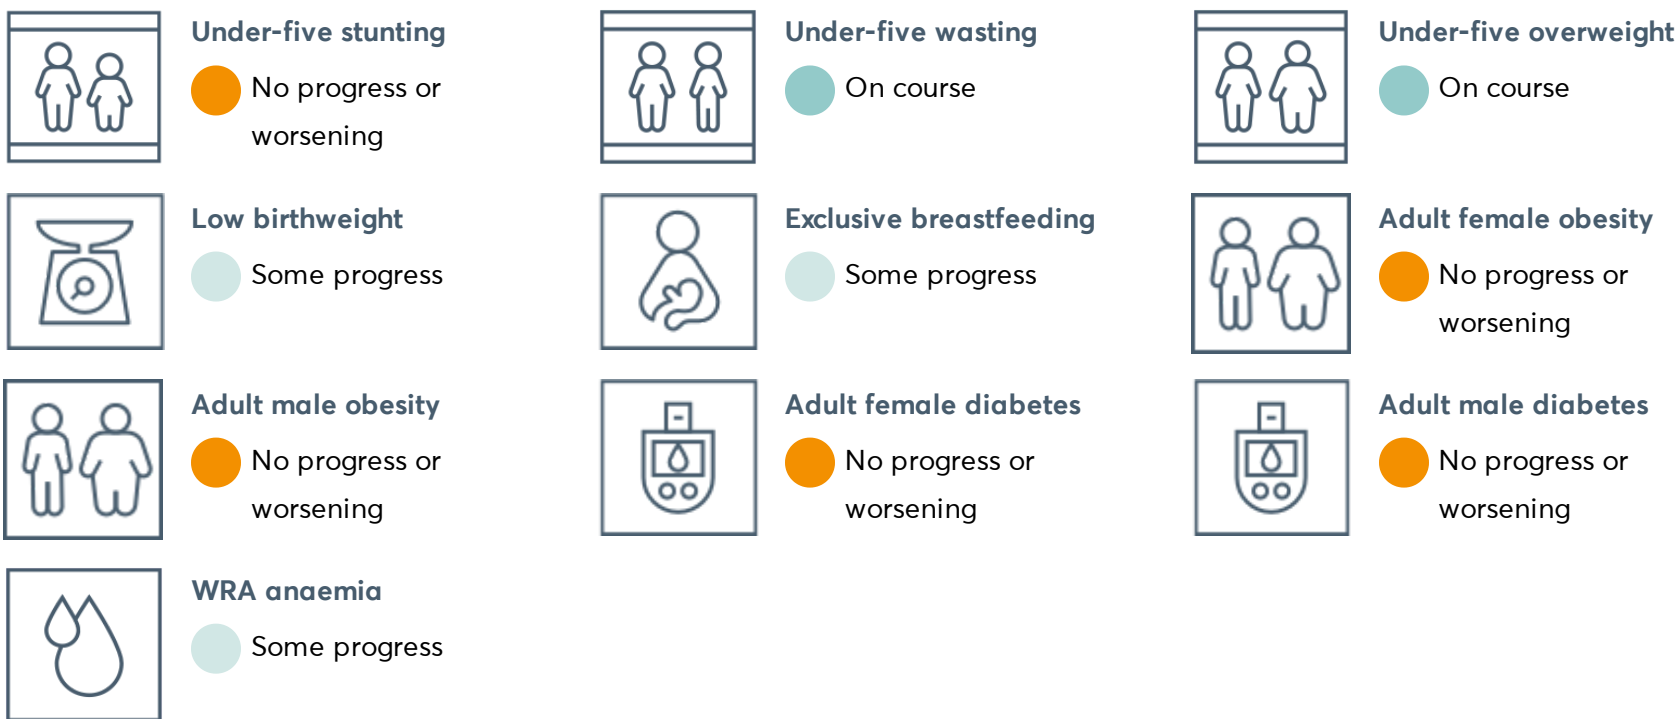 Under-five stunting
No progress or
worsening
Under-five wasting
On course
Under-five overweight
On course
Low birthweight
Some progress
Exclusive breastfeeding
Some progress
Adult female obesity
No progress or
worsening
Adult male obesity
No progress or
worsening
Adult female diabetes
No progress or
worsening
Adult male diabetes
No progress or
worsening
WRA anaemia
Some progress